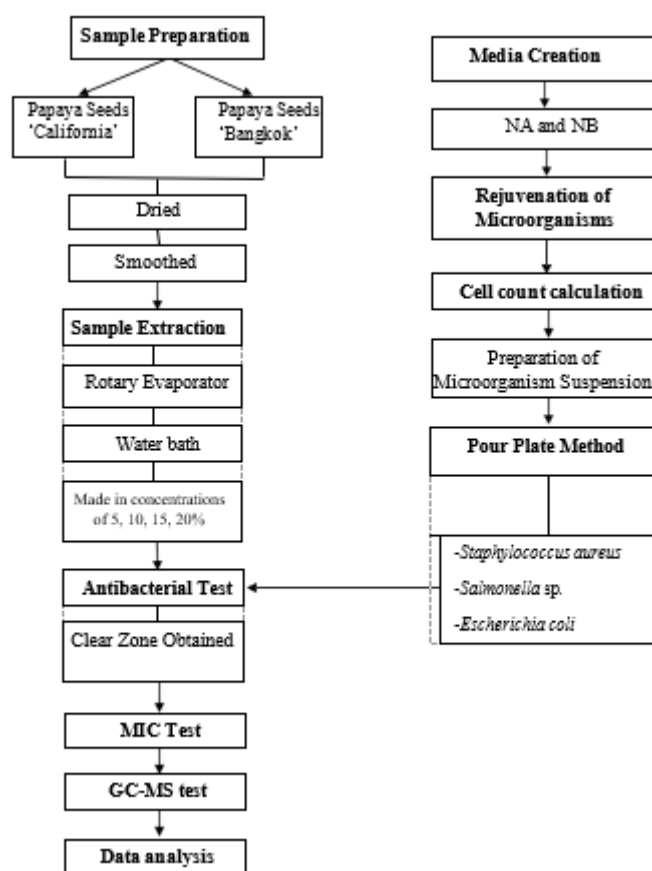 Sample Preparation
Papaya Seeds
‘California’
Papaya Seeds
‘Bangkok’
Dried
Smoothed
Sample Extraction
Rotary Evaporator
Water bath
Made in concentrations
of 5, 10, 15, 20%
Antibacterial Test
Clear Zone Obtained
MIC Test
GC-MS test
Data analysis
Media Creation
NA and NB
Rejuvenation of
Microorganisms
Cell count calculation
Preparation of
Microorganism Suspension
Pour Plate Method
-Staphylococcus aureus
-Salmonella sp.
-Escherichia coli